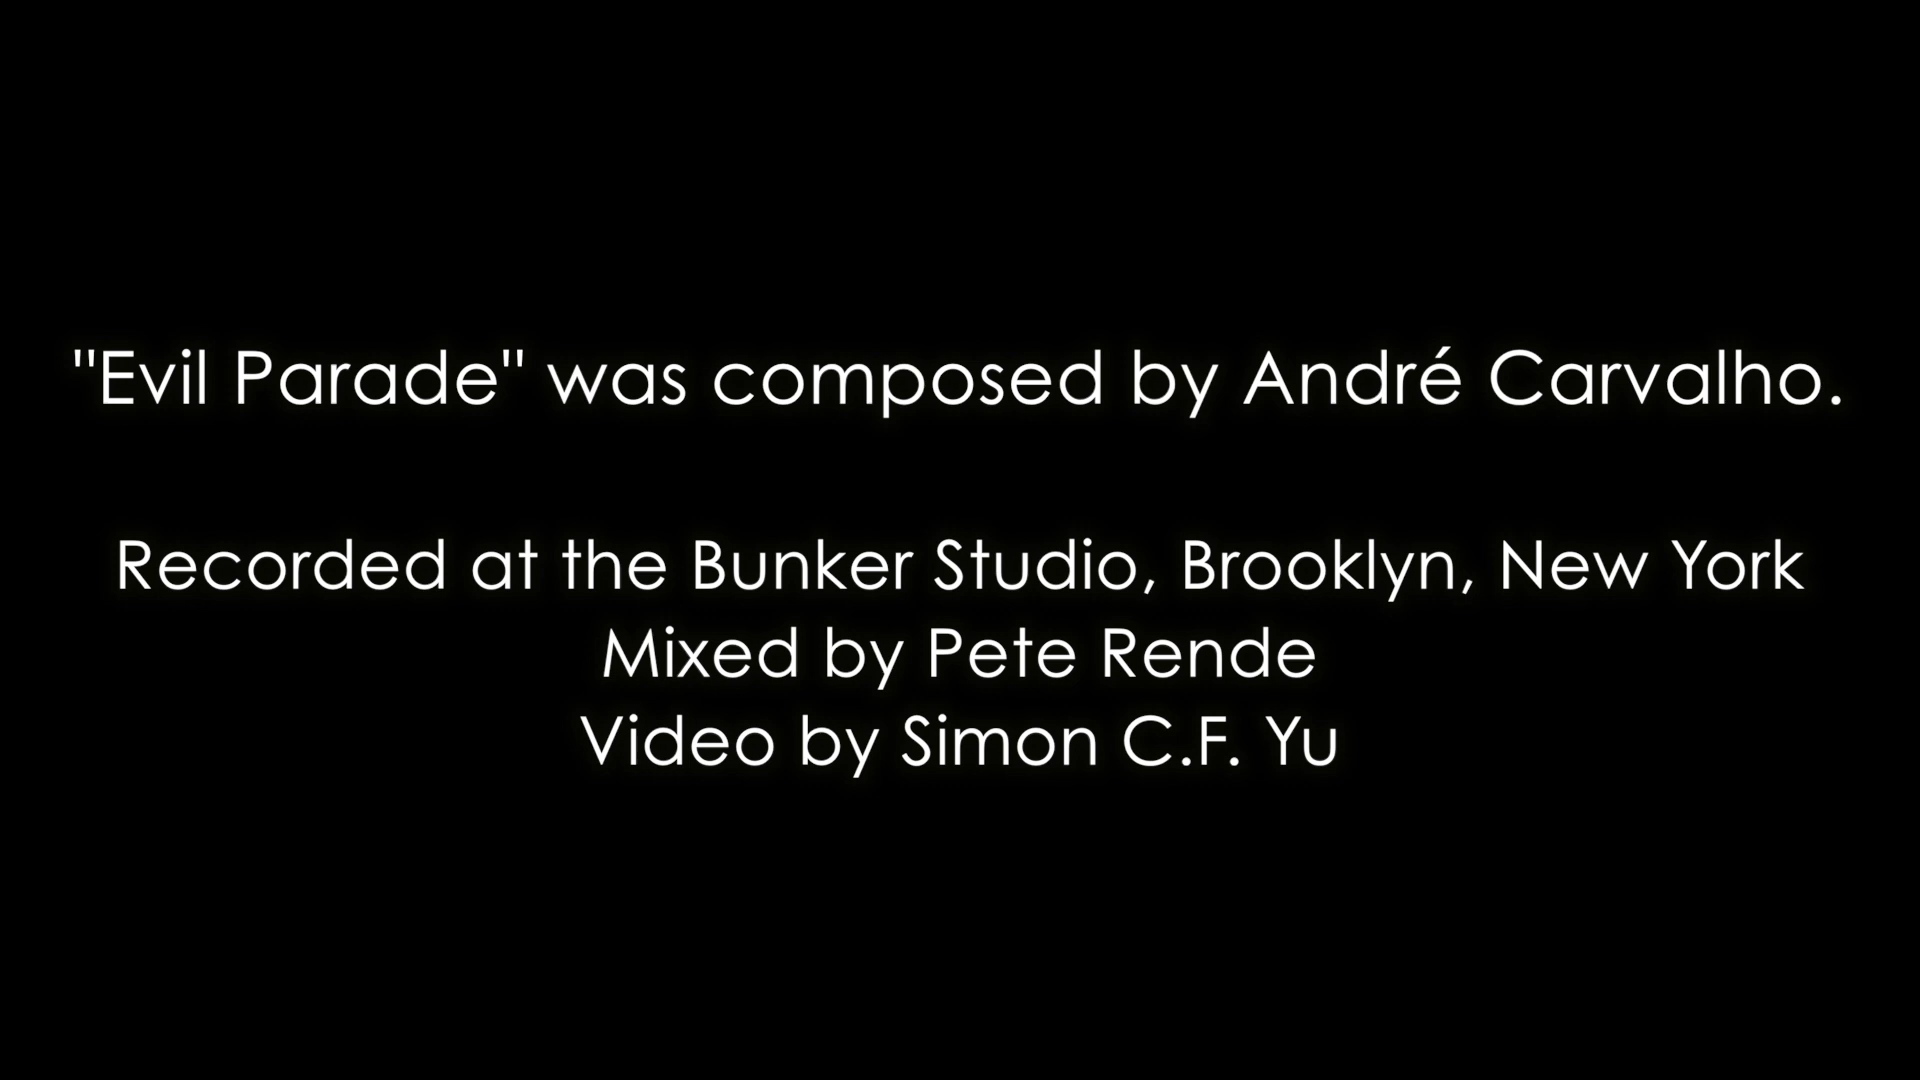 "Evil Parade" was composed by André Carvalho.
Recorded at the Bunker Studio, Brooklyn, New York
Mixed by Pete Rende
Video by Simon C.F. Yu